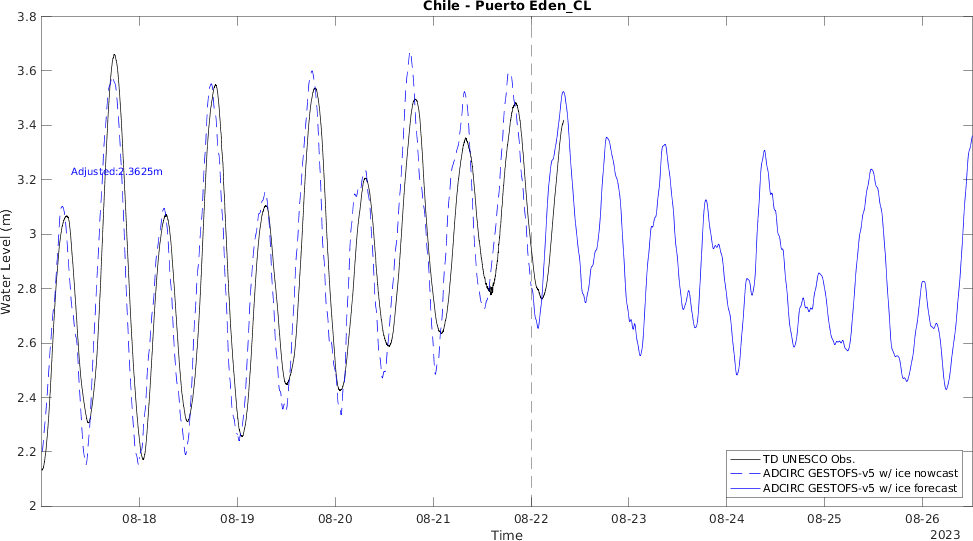 Chile - Puerto Eden_CL
3.8
3.6
3.4
3.2
3
2.8
2.6
2.4
2.2
2
Water Level (m)
Adjusted:2.3625m
TD UNESCO Obs.
ADCIRC GESTOFS-v5 w/ ice nowcast
ADCIRC GESTOFS-v5 w/ ice forecast
08-18 08-19 08-20 08-21 08-22 08-23 08-24 08-25 08-26
Time
2023